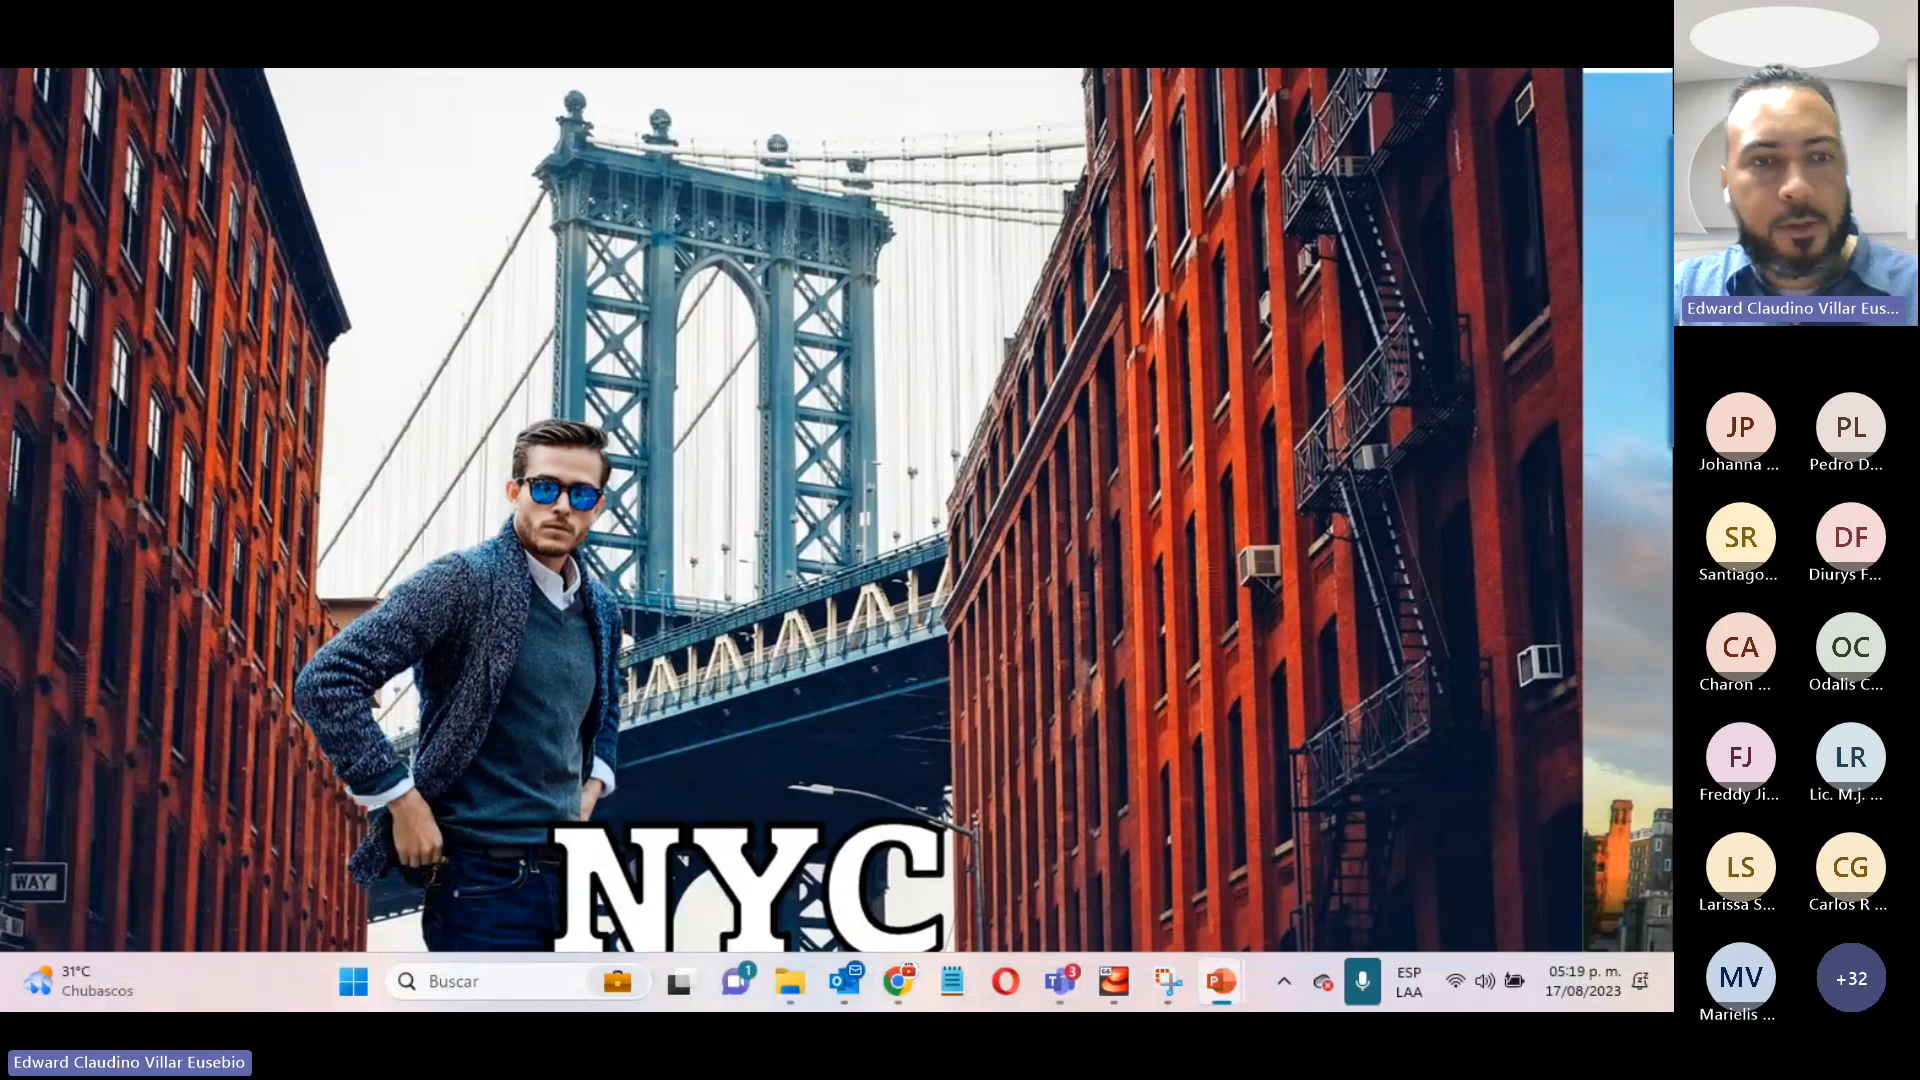 Edward Claudino Villar Eus...
JP
Johanna ...
PL
Pedro D...
SR
Santiago...
DF
Diurys F...
CA
Charon ...
OC
Odalis C...
FJ
Freddy Ji...
LR
Lic. M.j. ...
LS
Larissa S...
CG
Carlos R ...
MV
Marielis ...
+32
WAY
NYC
31°C
Chubascos
Buscar
1
3
ESP
LAA
05:19 p. m.
17/08/2023
Edward Claudino Villar Eusebio